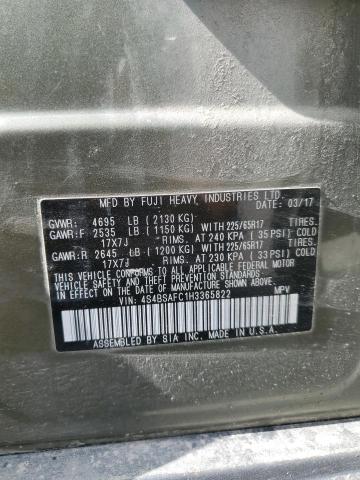 MFD BY FUJI HEAVY INDUSTRIES LTD.
DATE: 03/17
GVWR: 4695 LB (2130 KG)
GAWR:F 2535 LB (1150 KG) WITH 225/65R17 TIRES.
17X7J RIMS. AT 240 KPA (35 PSI) COLD
GAWR:R 2645 LB (1200 KG) WITH 225/65R17 TIRES.
17X7J RIMS. AT 230 KPA (33 PSI) COLD
THIS VEHICLE CONFORMS TO ALL APPLICABLE FEDERAL MOTOR
VEHICLE SAFETY AND THEFT PREVENTION STANDARDS
IN EFFECT ON THE DATE OF MANUFACTURE SHOWN ABOVE.
VIN: 4S4BSAFC1H3365822 MPV
ASSEMBLED BY SIA INC. MADE IN U.S.A.